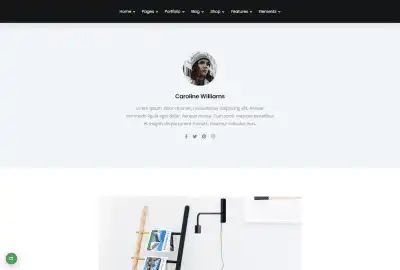 Home Pages Portfolio Blog Shop Features Elements
Caroline Williams
Lorem ipsum dolor sit amet, consectetuer adipiscing elit. Aenean
commodo ligula eget dolor. Aenean massa. Cum sociis natoque penatibus
et magnis dis parturient montes, nascetur ridiculus mus.